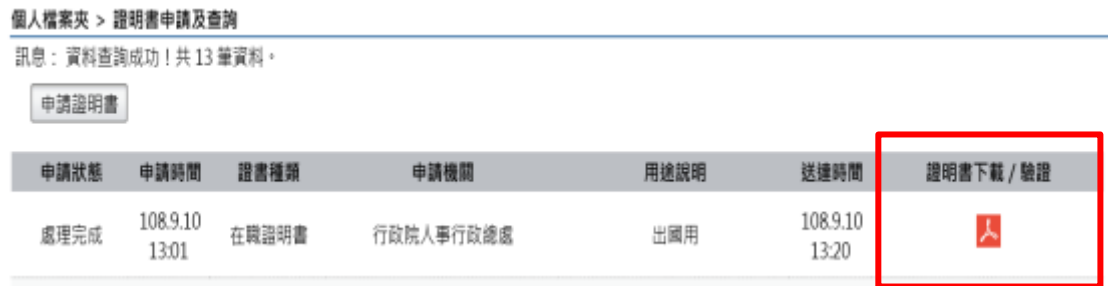 個人檔案夾 > 證明書申請及查詢
訊息： 資料查詢成功！共 13 筆資料。
申請證明書
申請狀態 申請時間 證書種類 申請機關 用途說明 送達時間 證明書下載 / 驗證
處理完成 108.9.10 13:01 在職證明書 行政院人事行政總處 出國用 108.9.10 13:20